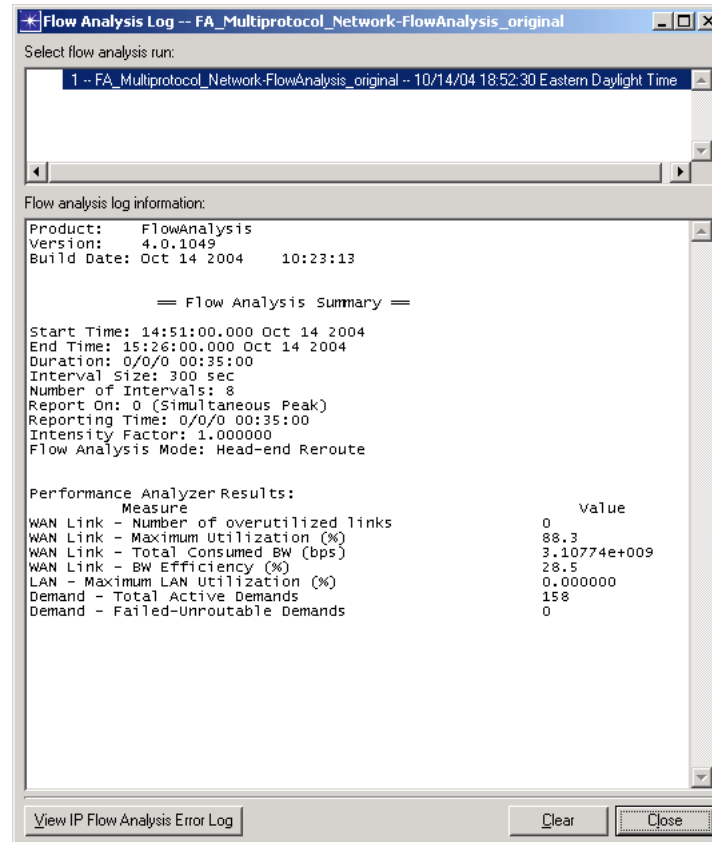 Flow Analysis Log -- FA_Multiprotocol_Network-FlowAnalysis_original
Select flow analysis run:
1 -- FA_Multiprotocol_Network-FlowAnalysis_original -- 10/14/04 18:52:30 Eastern Daylight Time
Flow analysis log information:
Product: FlowAnalysis
Version: 4.0.1049
Build Date: Oct 14 2004 10:23:13
== Flow Analysis Summary ==
Start Time: 14:51:00.000 Oct 14 2004
End Time: 15:26:00.000 Oct 14 2004
Duration: 0/0/0 00:35:00
Interval Size: 300 sec
Number of Intervals: 8
Report On: 0 (Simultaneous Peak)
Reporting Time: 0/0/0 00:35:00
Intensity Factor: 1.000000
Flow Analysis Mode: Head-end Reroute
Performance Analyzer Results:
Measure Value
WAN Link - Number of overutilized links 0
WAN Link - Maximum Utilization (%) 88.3
WAN Link - Total Consumed BW (bps) 3.10774e+009
WAN Link - BW Efficiency (%) 28.5
LAN - Maximum LAN Utilization (%) 0.000000
Demand - Total Active Demands 158
Demand - Failed-Unroutable Demands 0
View IP Flow Analysis Error Log Clear Close